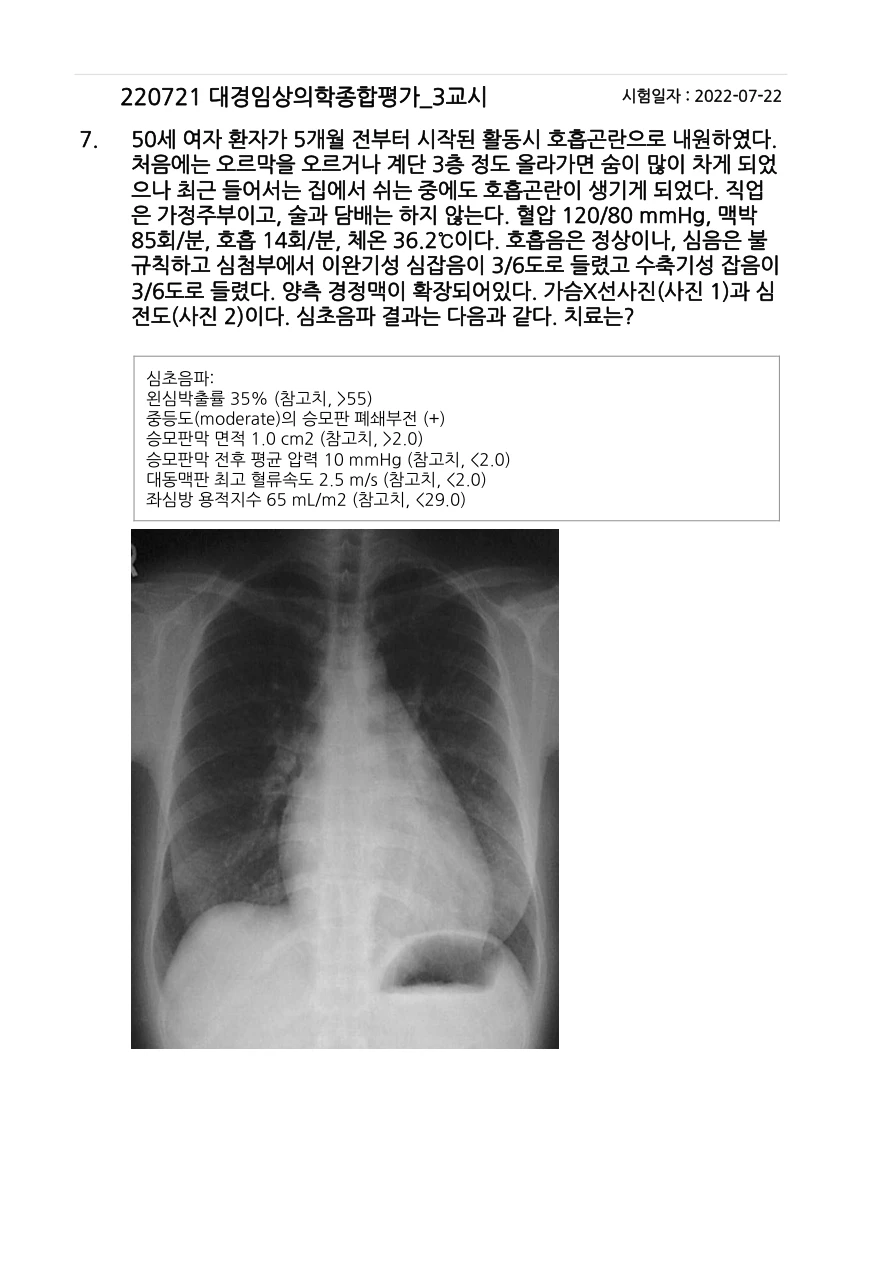 220721 대경임상의학종합평가_3교시
시험일자 : 2022-07-22
7. 50세 여자 환자가 5개월 전부터 시작된 활동시 호흡곤란으로 내원하였다.
처음에는 오르막을 오르거나 계단 3층 정도 올라가면 숨이 많이 차게 되었
으나 최근 들어서는 집에서 쉬는 중에도 호흡곤란이 생기게 되었다. 직업
은 가정주부이고, 술과 담배는 하지 않는다. 혈압 120/80 mmHg, 맥박
85회/분, 호흡 14회/분, 체온 36.2℃이다. 호흡음은 정상이나, 심음은 불
규칙하고 심첨부에서 이완기성 심잡음이 3/6도로 들렸고 수축기성 잡음이
3/6도로 들렸다. 양측 경정맥이 확장되어있다. 가슴X선사진(사진 1)과 심
전도(사진 2)이다. 심초음파 결과는 다음과 같다. 치료는?
심초음파:
왼심박출률 35% (참고치, >55)
중등도(moderate)의 승모판 폐쇄부전 (+)
승모판막 면적 1.0 cm2 (참고치, >2.0)
승모판막 전후 평균 압력 10 mmHg (참고치, <2.0)
대동맥판 최고 혈류속도 2.5 m/s (참고치, <2.0)
좌심방 용적지수 65 mL/m2 (참고치, <29.0)
R